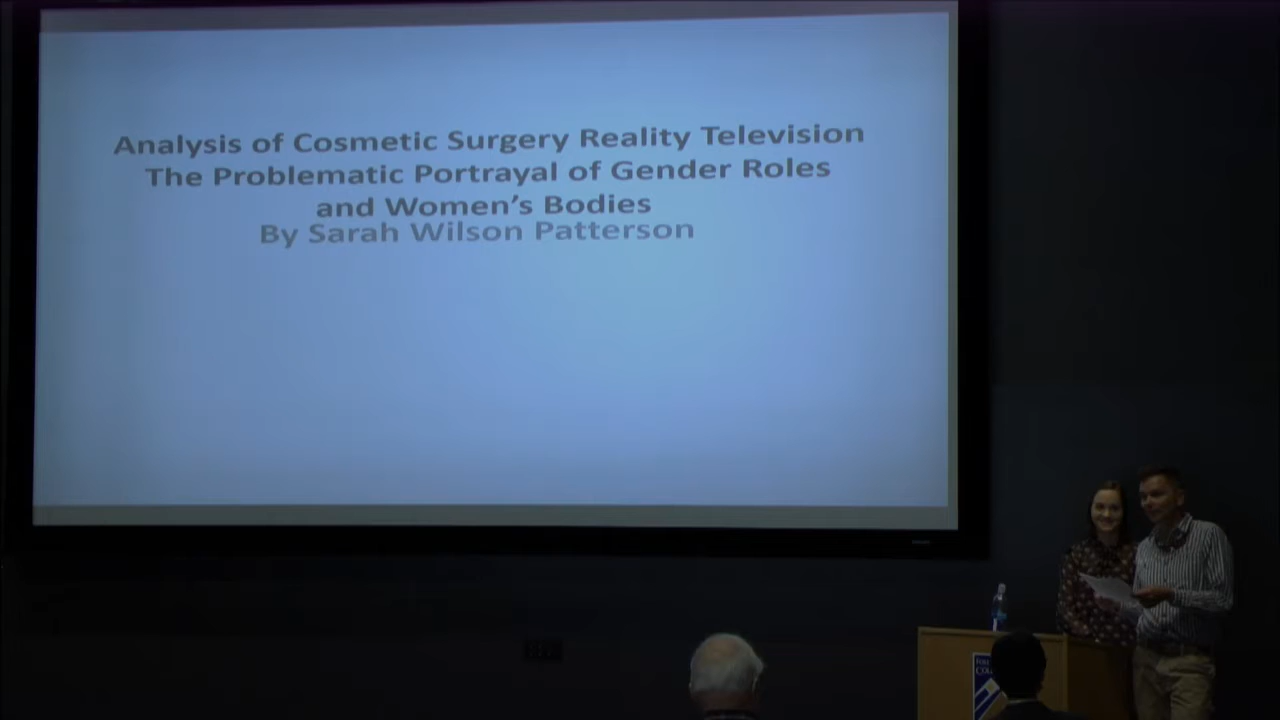 Analysis of Cosmetic Surgery Reality Television
The Problematic Portrayal of Gender Roles
and Women's Bodies
By Sarah Wilson Patterson